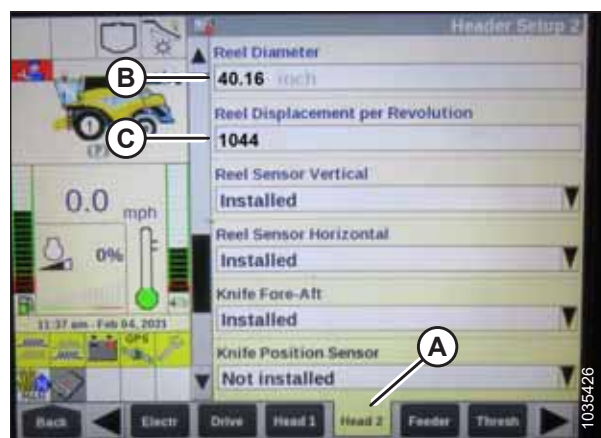 Header Setup 2
Reel Diameter
B
40.16 inch
Reel Displacement per Revolution
C
1044
Reel Sensor Vertical
Installed
0.0 mph
Reel Sensor Horizontal
0%
Installed
Knife Fore-Aft
Installed
11:37 am - Feb 04, 2021
GPS
Knife Position Sensor
A
Not installed
Back
Electr
Drive
Head 1
Head 2
Feeder
Thresh
1035426